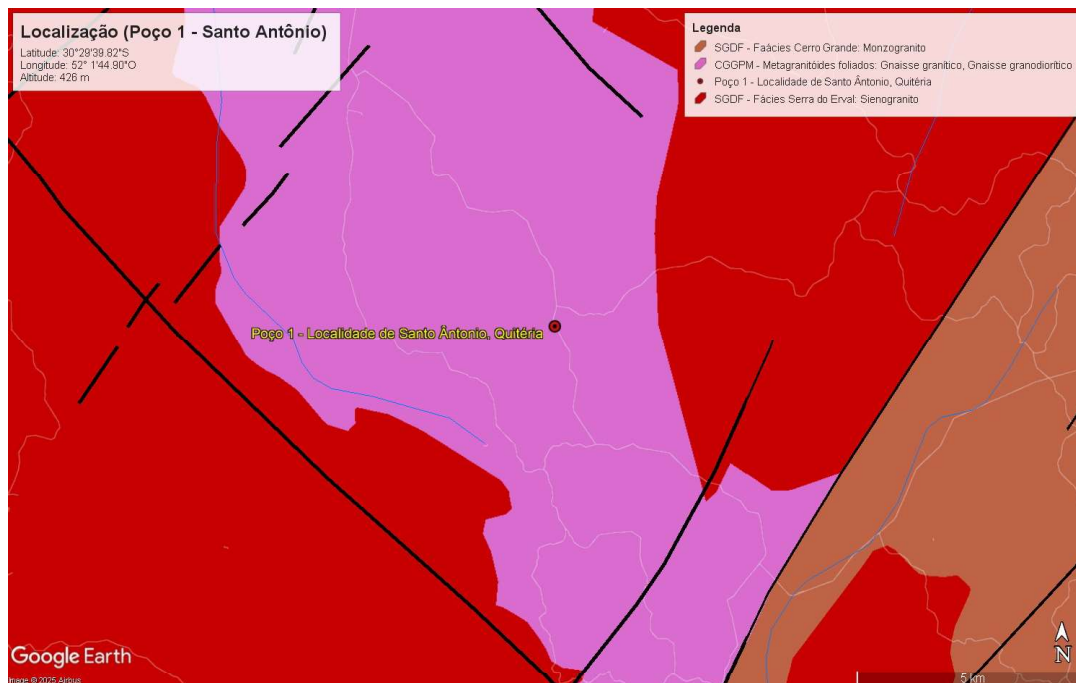 Localização (Poço 1 - Santo Antônio)
Latitude: 30°29'39.82"S
Longitude: 52° 1'44.90"O
Altitude: 426 m
Legenda
SGDF - Faácies Cerro Grande: Monzogranito
CGGPM - Metagranitóides foliados: Gnaisse granítico, Gnaisse granodiorítico
Poço 1 - Localidade de Santo Ântonio, Quitéria
SGDF - Fácies Serra do Erval: Sienogranito
Poço 1 - Localidade de Santo Ântonio, Quitéria
Google Earth
Image © 2025 Airbus
N
5 km